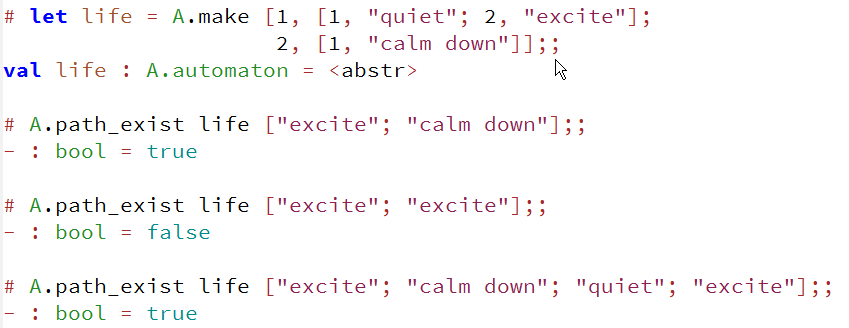 # let life = A.make [1, [1, "quiet"; 2, "excite"];
2, [1, "calm down"]];;
val life : A.automaton = <abstr>
# A.path_exist life ["excite"; "calm down"];;
- : bool = true
# A.path_exist life ["excite"; "excite"];;
- : bool = false
# A.path_exist life ["excite"; "calm down"; "quiet"; "excite"];;
- : bool = true